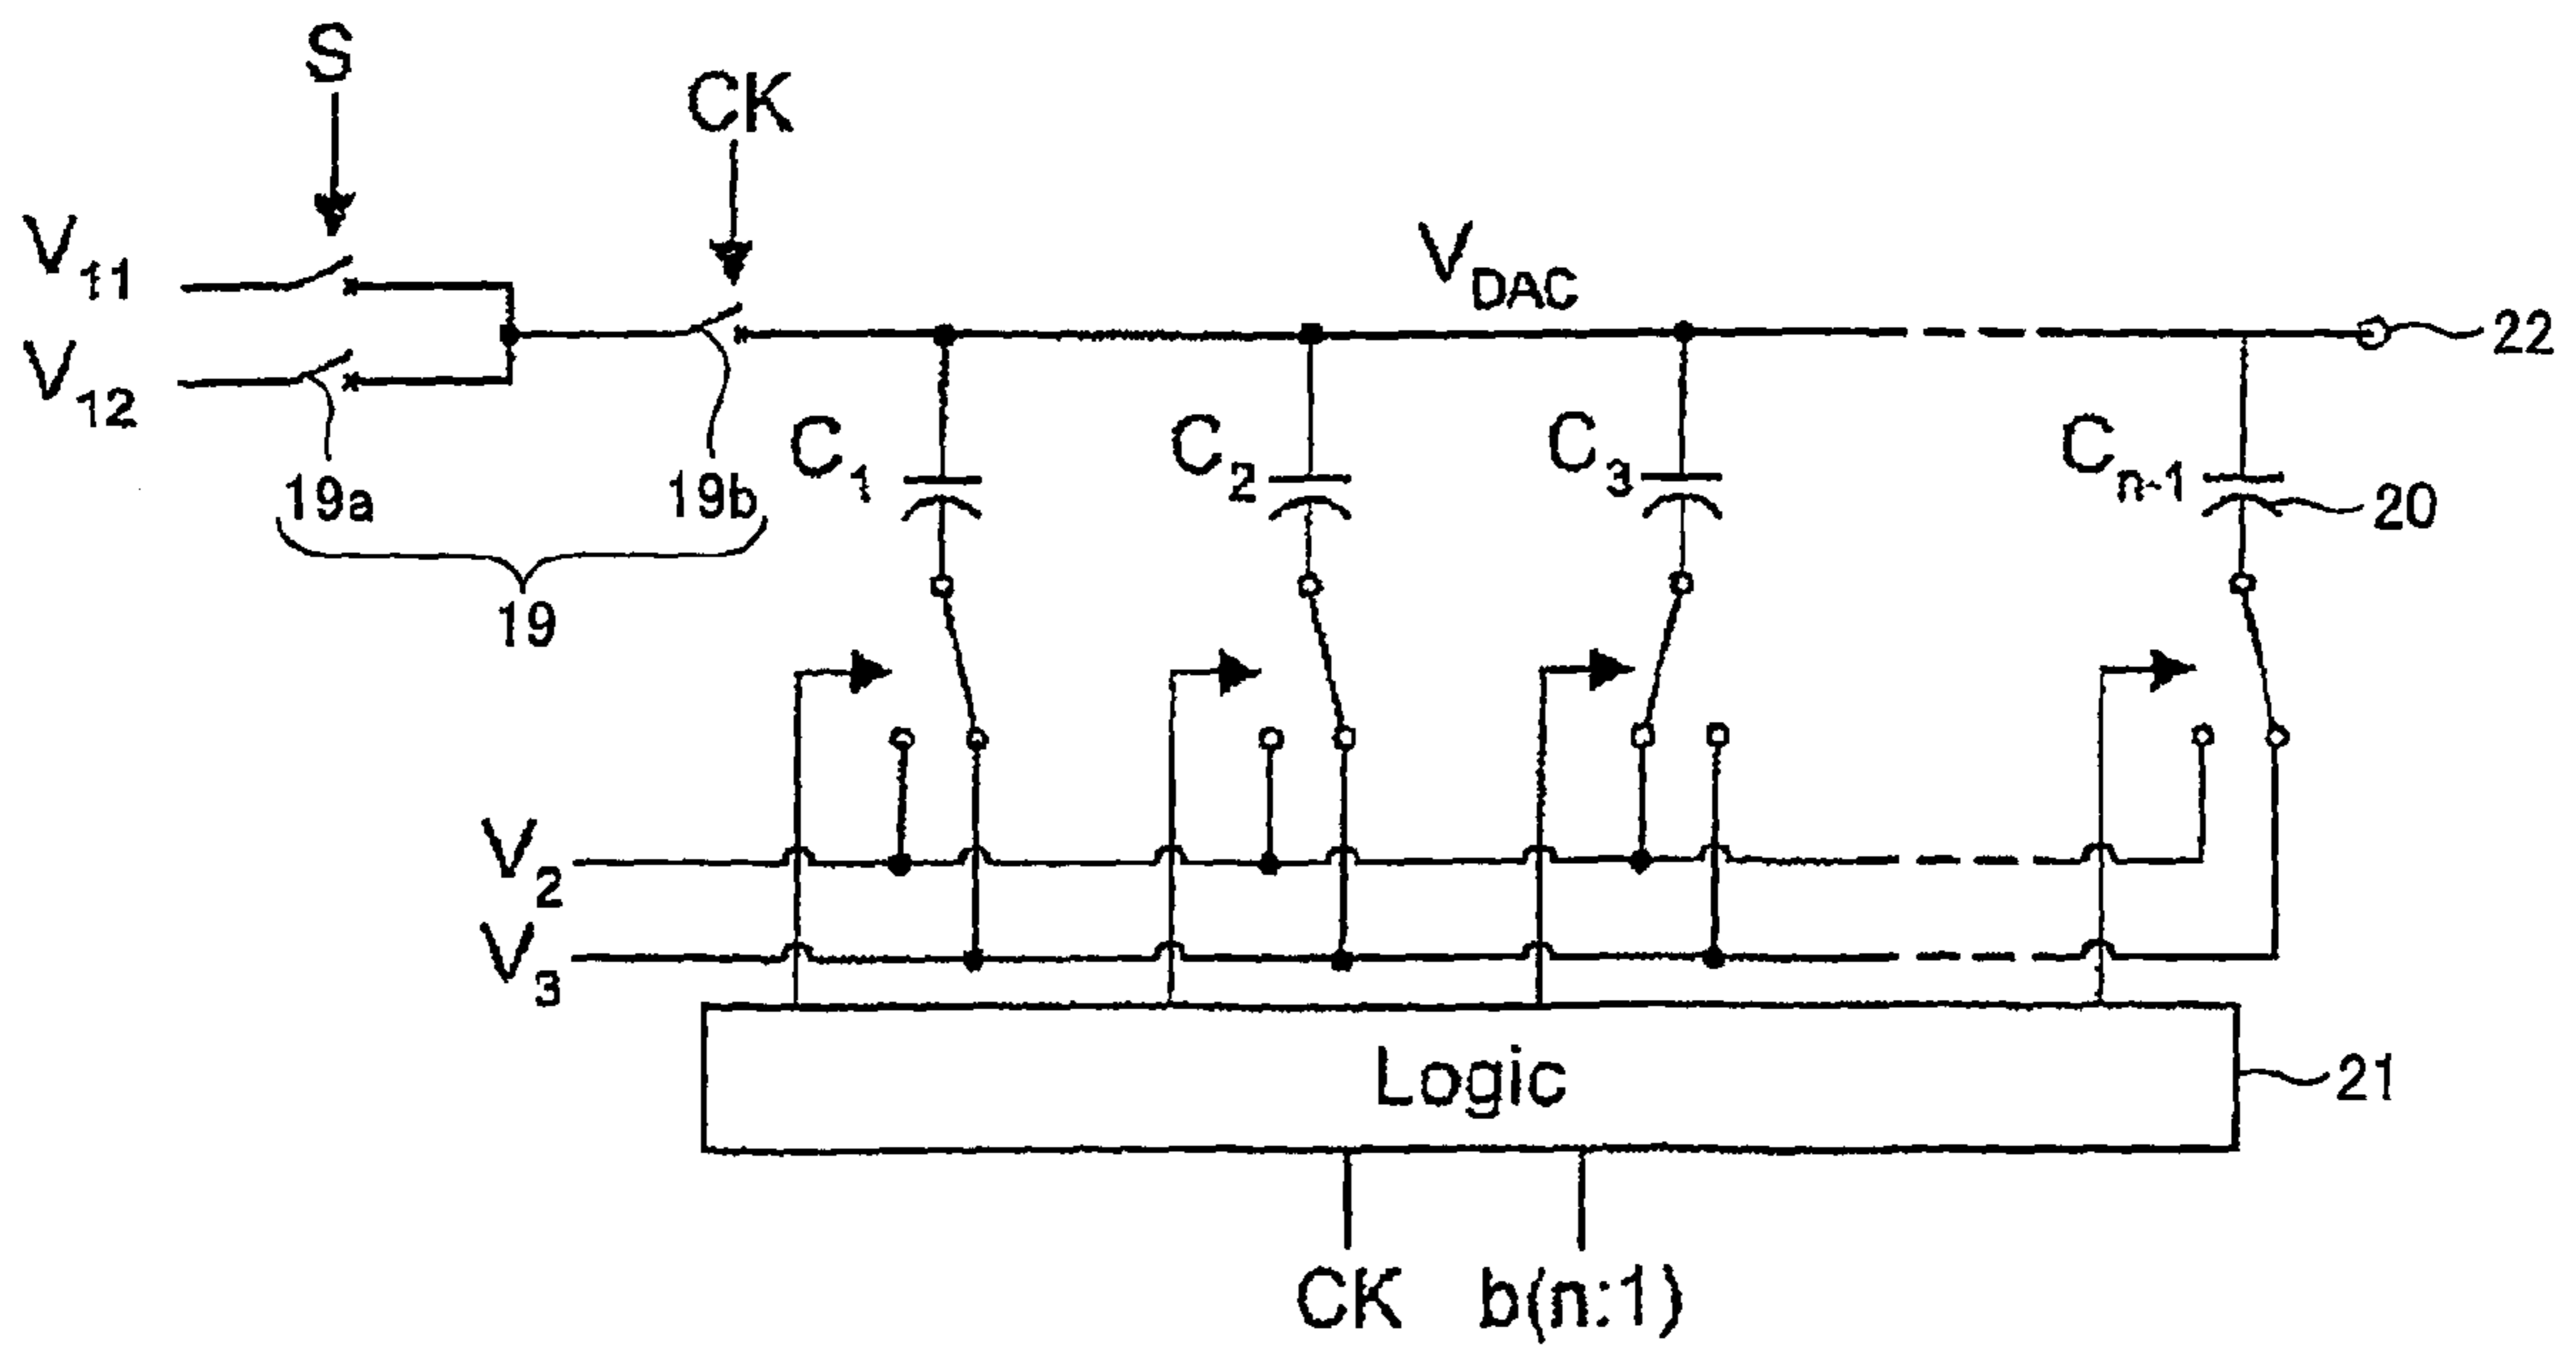 S
CK
V11
V12
VDAC
22
C1
C2
C3
Cn-1
19a
19b
20
19
V2
V3
Logic
21
CK b(n:1)